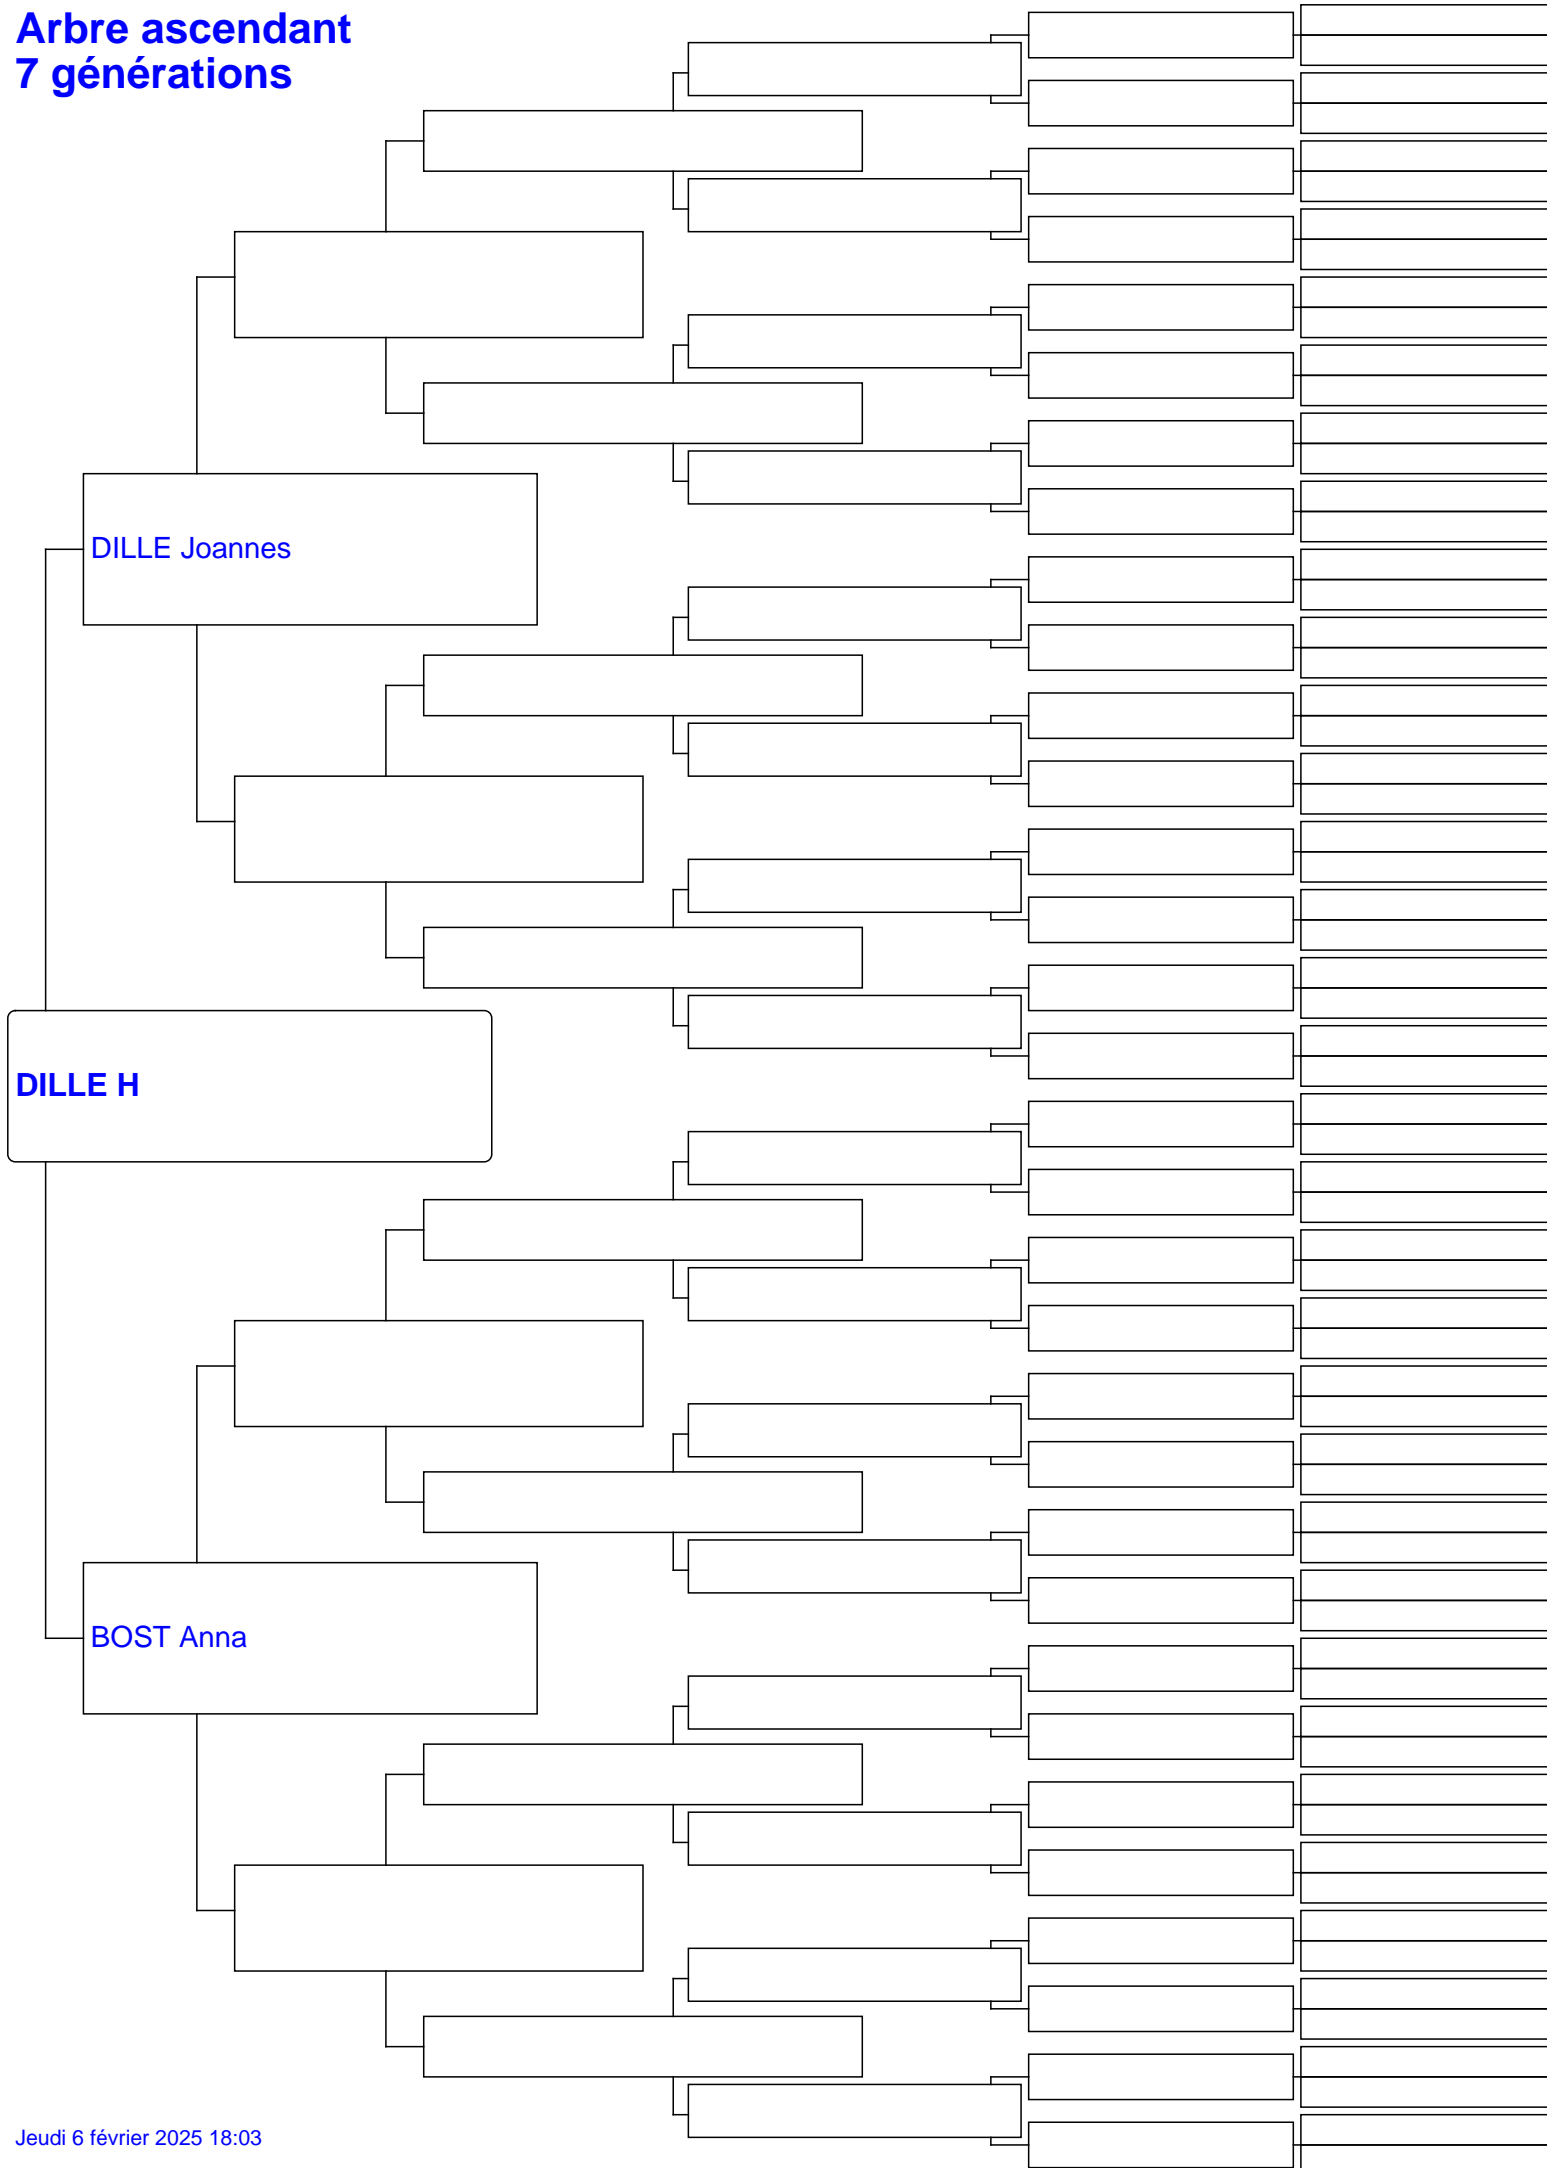 Arbre ascendant
7 générations
DILLE Joannes
DILLE H
BOST Anna
Jeudi 6 février 2025 18:03